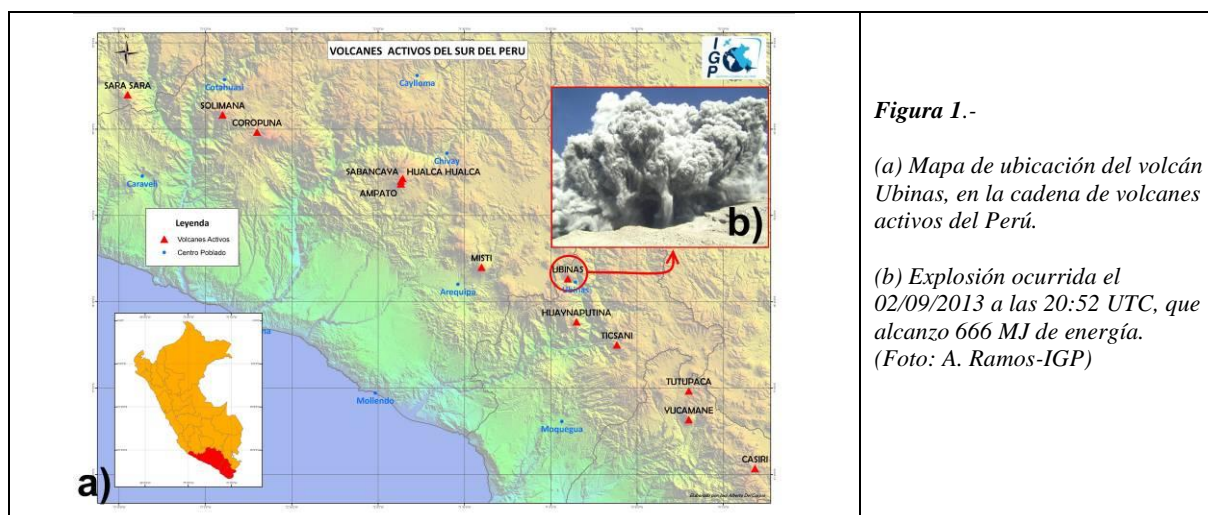 VOLCANES ACTIVOS DEL SUR DEL PERU
IGP
SARA SARA
Cotahuasi
Caylloma
SOLIMANA
COROPUNA
Chivay
SABANCAYA
HUALCA HUALCA
AMPATO
Caraveli
Leyenda
Volcanes Activos
Centro Poblado
b)
MISTI
UBINAS
Ubinas
Arequipa
HUAYNAPUTINA
TICSANI
TUTUPACA
Mollendo
YUCAMANE
Moquegua
CASIRI
a)
Figura 1.-
(a) Mapa de ubicación del volcán
Ubinas, en la cadena de volcanes
activos del Perú.
(b) Explosión ocurrida el
02/09/2013 a las 20:52 UTC, que
alcanzo 666 MJ de energía.
(Foto: A. Ramos-IGP)